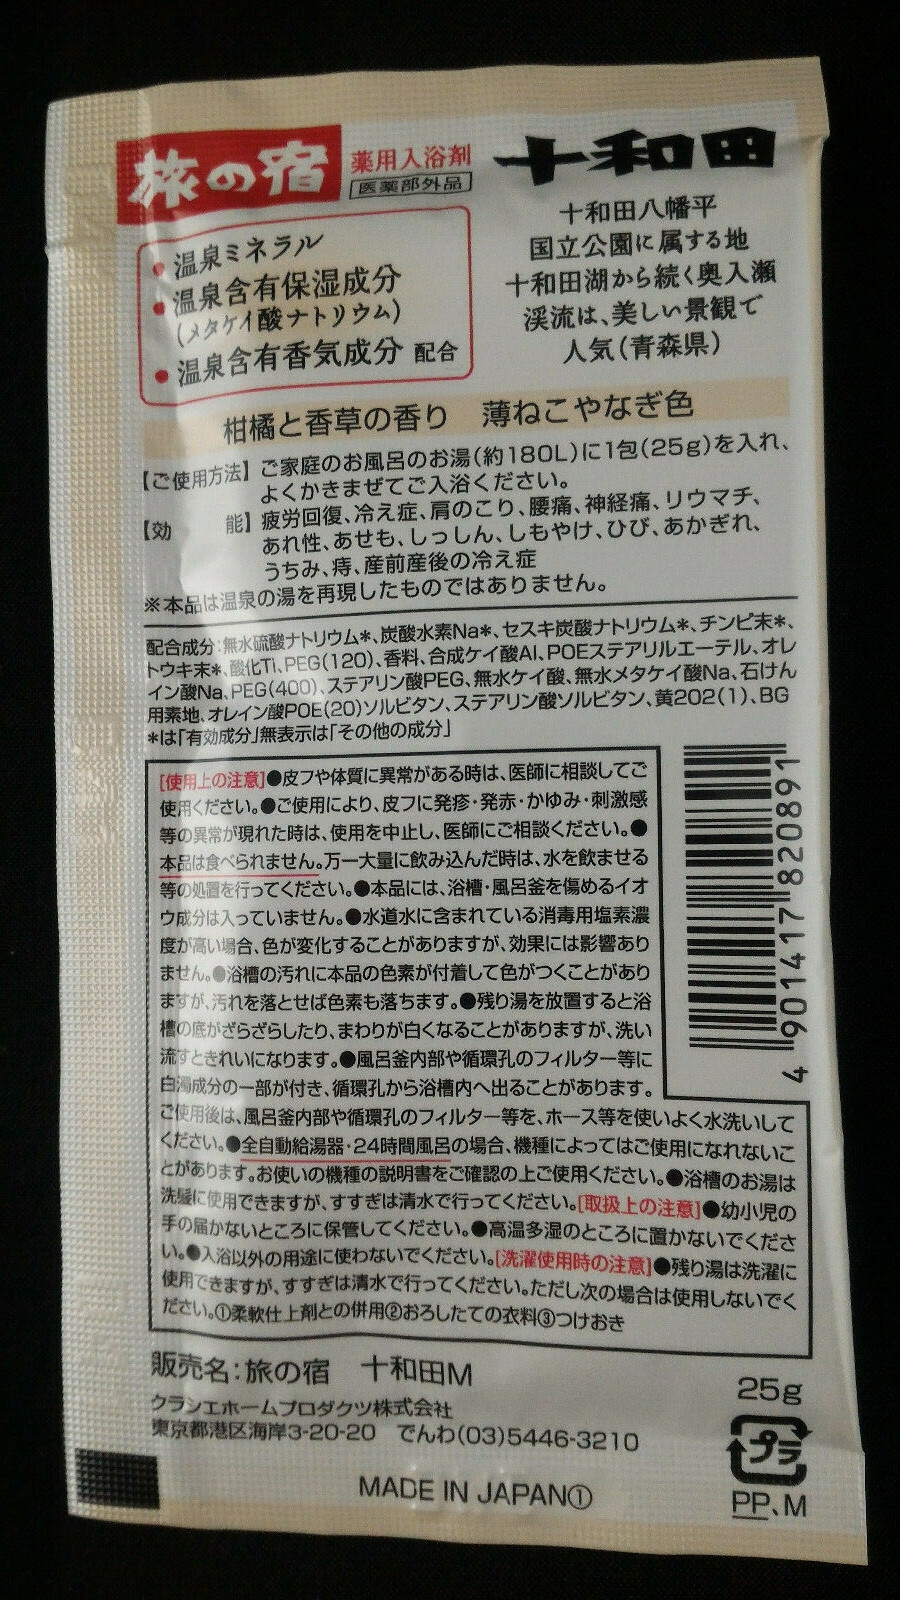 旅の宿
薬用入浴剤
医薬部外品
十和田
• 温泉ミネラル
• 温泉含有保湿成分
(メタケイ酸ナトリウム)
• 温泉含有香気成分 配合
十和田八幡平
国立公園に属する地
十和田湖から続く奥入瀬
渓流は、美しい景観で
人気(青森県)
柑橘と香草の香り 薄ねこやなぎ色
【ご使用方法】ご家庭のお風呂のお湯(約180L)に1包(25g)を入れ、
よくかきまぜてご入浴ください。
【効 能】疲労回復、冷え症、肩のこり、腰痛、神経痛、リウマチ、
あれ性、あせも、しっしん、しもやけ、ひび、あかぎれ、
うちみ、痔、産前産後の冷え症
※本品は温泉の湯を再現したものではありません。
配合成分:無水硫酸ナトリウム*、炭酸水素Na*、セスキ炭酸ナトリウム*、チンピ末*、
トウキ末*、酸化Ti、PEG(120)、香料、合成ケイ酸Al、POEステアリルエーテル、オレ
イン酸Na、PEG(400)、ステアリン酸PEG、無水ケイ酸、無水メタケイ酸Na、石けん
用素地、オレイン酸POE(20)ソルビタン、ステアリン酸ソルビタン、黄202(1)、BG
*は「有効成分」無表示は「その他の成分」
[使用上の注意]●皮フや体質に異常がある時は、医師に相談してご
使用ください。●ご使用により、皮フに発疹・発赤・かゆみ・刺激感
等の異常が現れた時は、使用を中止し、医師にご相談ください。●
本品は食べられません。万一大量に飲み込んだ時は、水を飲ませる
等の処置を行ってください。●本品には、浴槽・風呂釜を傷めるイオ
ウ成分は入っていません。●水道水に含まれている消毒用塩素濃
度が高い場合、色が変化することがありますが、効果には影響あり
ません。●浴槽の汚れに本品の色素が付着して色がつくことがあり
ますが、汚れを落とせば色素も落ちます。●残り湯を放置すると浴
槽の底がざらざらしたり、まわりが白くなることがありますが、洗い
流すときれいになります。●風呂釜内部や循環孔のフィルター等に
白濁成分の一部が付き、循環孔から浴槽内へ出ることがあります。
ご使用後は、風呂釜内部や循環孔のフィルター等を、ホース等を使いよく水洗いして
ください。●全自動給湯器・24時間風呂の場合、機種によってはご使用になれないこ
とがあります。お使いの機種の説明書をご確認の上ご使用ください。●浴槽のお湯は
洗髪に使用できますが、すすぎは清水で行ってください。[取扱上の注意]●幼小児の
手の届かないところに保管してください。●高温多湿のところに置かないでくださ
い。●入浴以外の用途に使わないでください。[洗濯使用時の注意]●残り湯は洗濯に
使用できますが、すすぎは清水で行ってください。ただし次の場合は使用しないでく
ださい。①柔軟仕上剤との併用②おろしたての衣料③つけおき
4 901417 820891
販売名:旅の宿 十和田M
クラシエホームプロダクツ株式会社
東京都港区海岸3-20-20 でんわ(03)5446-3210
MADE IN JAPAN①
25g
プラ
PP、M